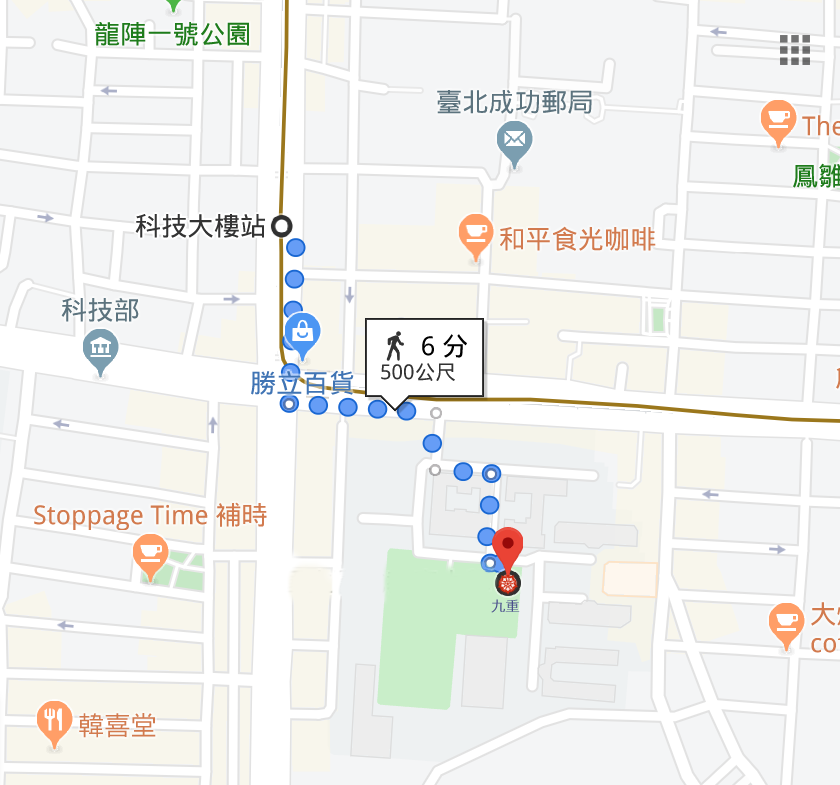 龍陣一號公園
臺北成功郵局
The
鳳雛
科技大樓站
和平食光咖啡
科技部
6 分
500公尺
勝立百貨
Stoppage Time 補時
九重
韓喜堂